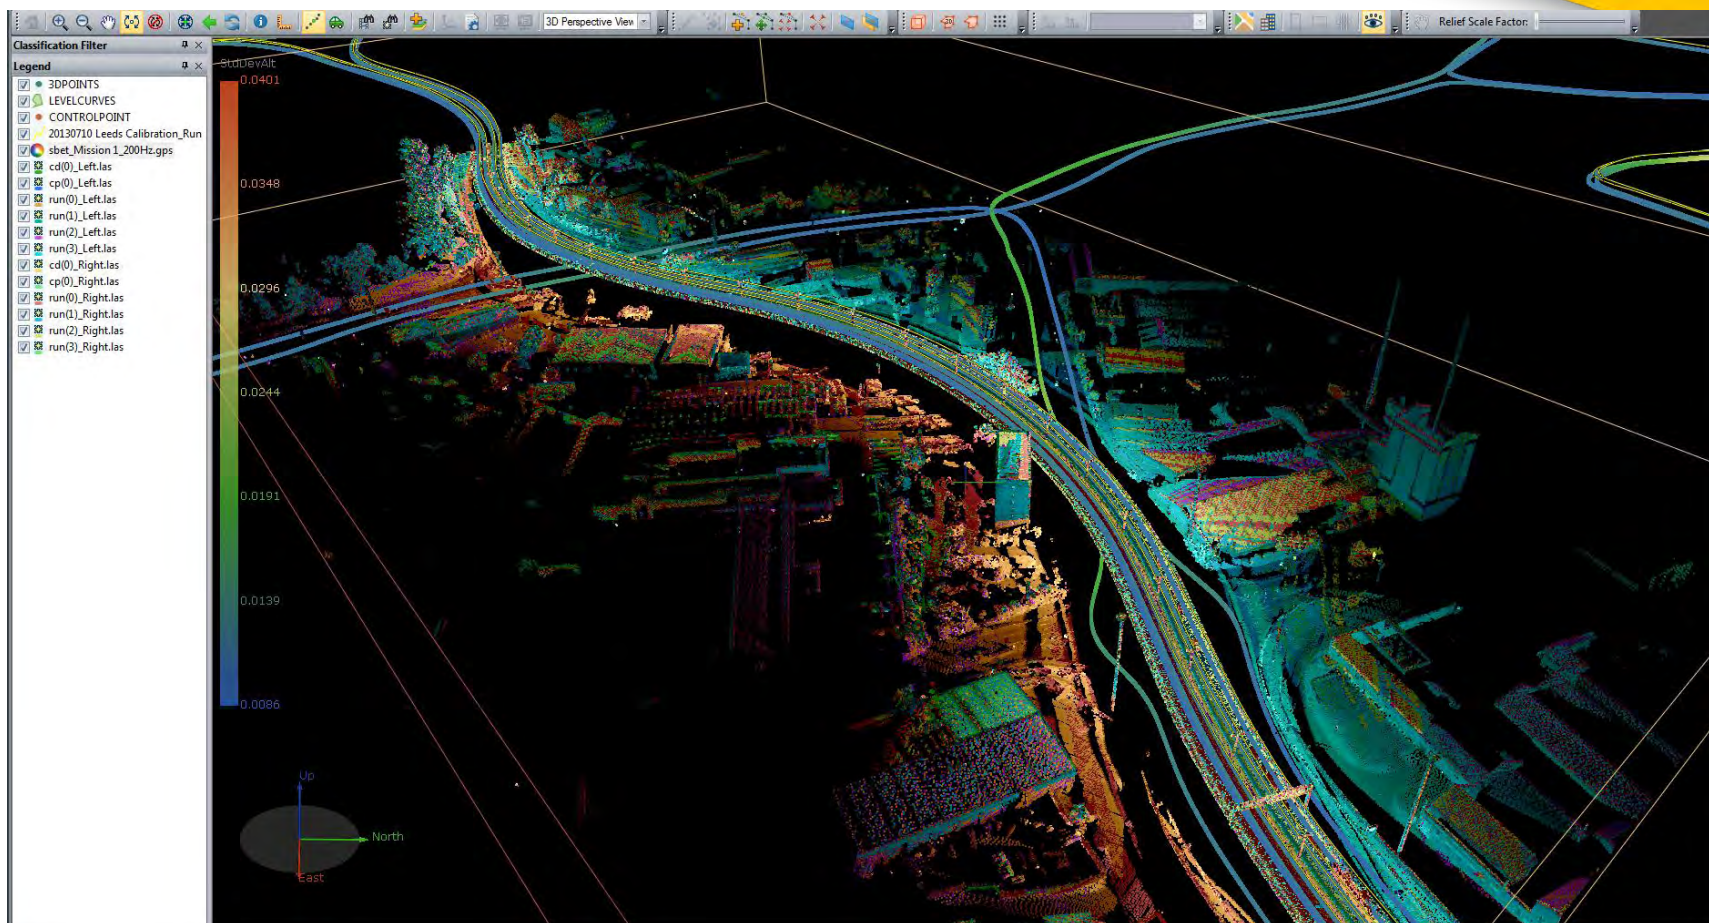 3D Perspective View
Relief Scale Factor:
Classification Filter
Legend
3DPOINTS
LEVELCURVES
CONTROLPOINT
20130710 Leeds Calibration_Run
sbet_Mission 1_200Hz.gps
cd(0)_Left.las
cp(0)_Left.las
run(0)_Left.las
run(1)_Left.las
run(2)_Left.las
run(3)_Left.las
cd(0)_Right.las
cp(0)_Right.las
run(0)_Right.las
run(1)_Right.las
run(2)_Right.las
run(3)_Right.las
StdDevAlt
0.0401
0.0348
0.0296
0.0244
0.0191
0.0139
0.0086
Up
North
East